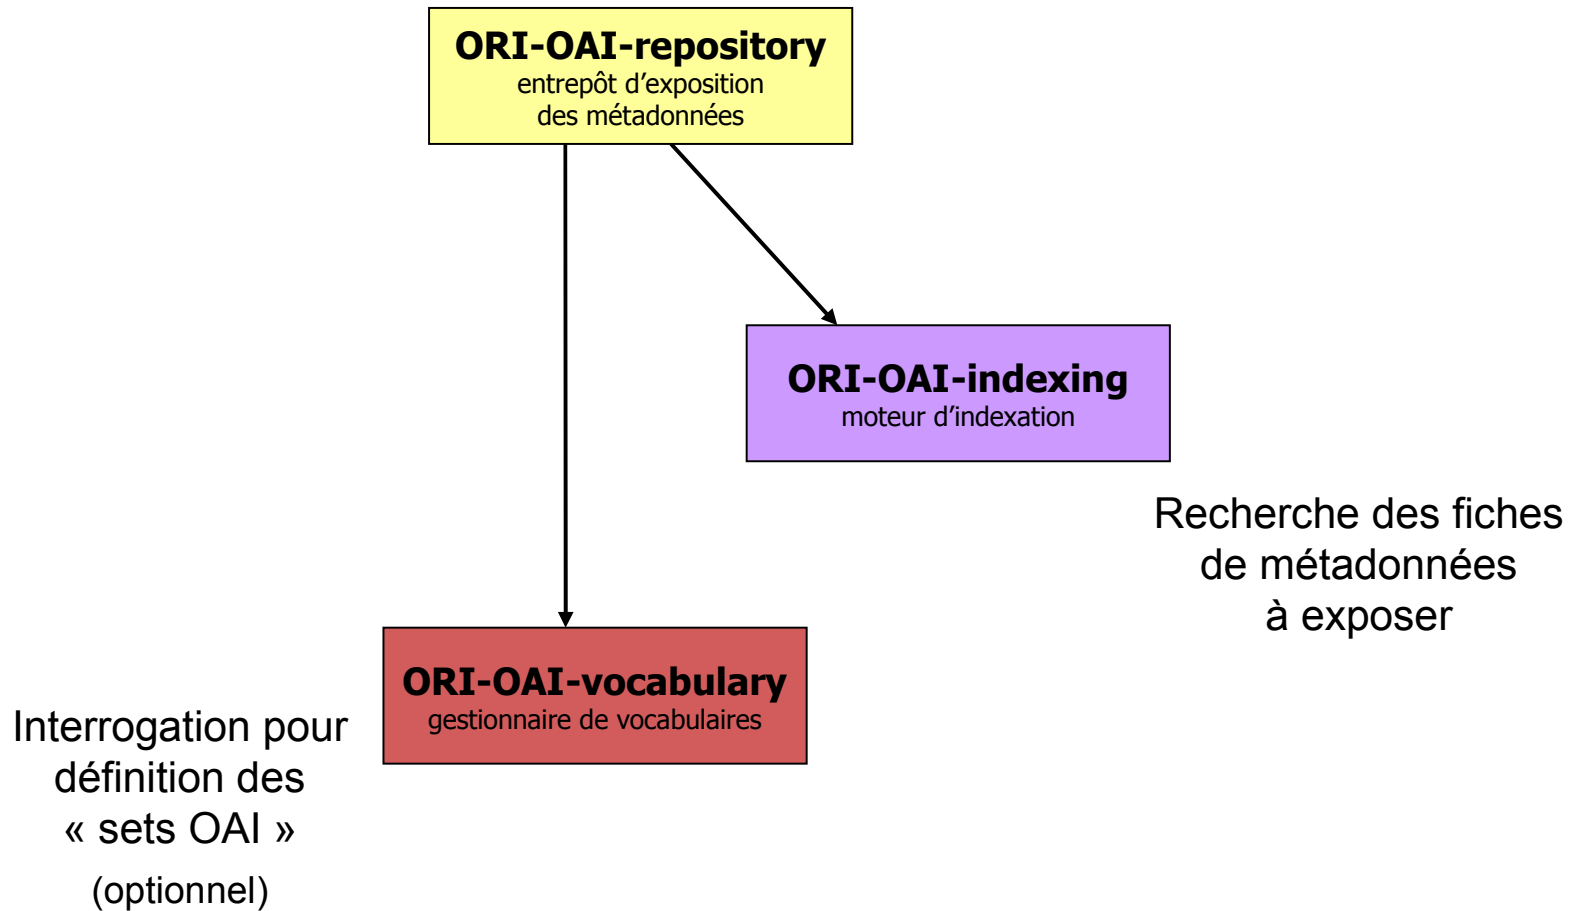 ORI-OAI-repository
entrepôt d’exposition
des métadonnées
ORI-OAI-indexing
moteur d’indexation
Recherche des fiches
de métadonnées
à exposer
ORI-OAI-vocabulary
gestionnaire de vocabulaires
Interrogation pour
définition des
« sets OAI »
(optionnel)